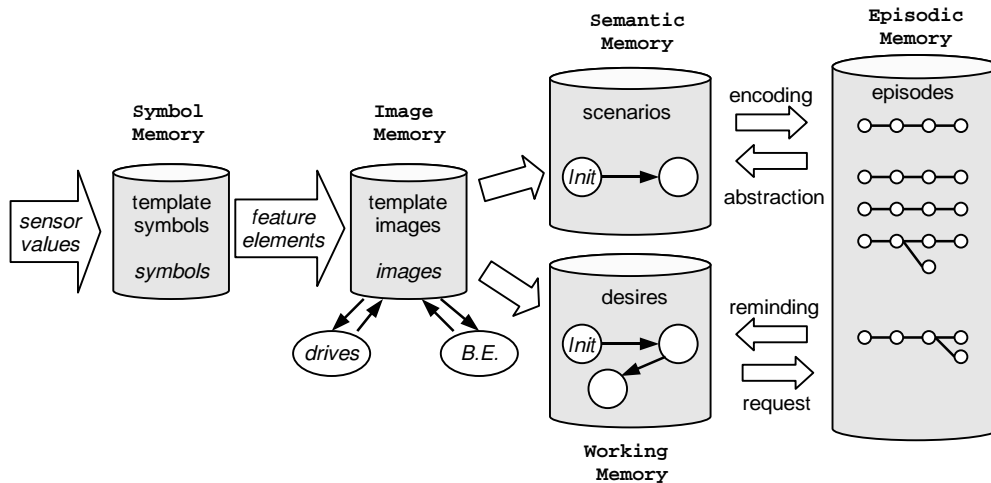 Semantic
Memory
Episodic
Memory
Symbol
Memory
Image
Memory
scenarios
Init
encoding
abstraction
episodes
sensor
values
template
symbols
symbols
feature
elements
template
images
images
drives
B.E.
desires
Init
reminding
request
Working
Memory